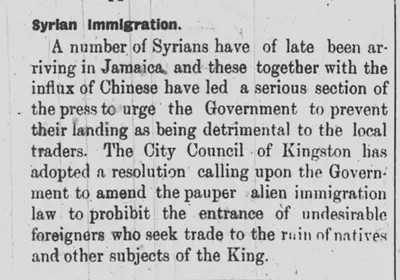 Syrian Immigration.
A number of Syrians have of late been ar-
riving in Jamaica, and these together with the
influx of Chinese have led a serious section of
the press to urge the Government to prevent
their landing as being detrimental to the local
traders. The City Council of Kingston has
adopted a resolution calling upon the Govern-
ment to amend the pauper alien immigration
law to prohibit the entrance of undesirable
foreigners who seek trade to the ruin of natives
and other subjects of the King.